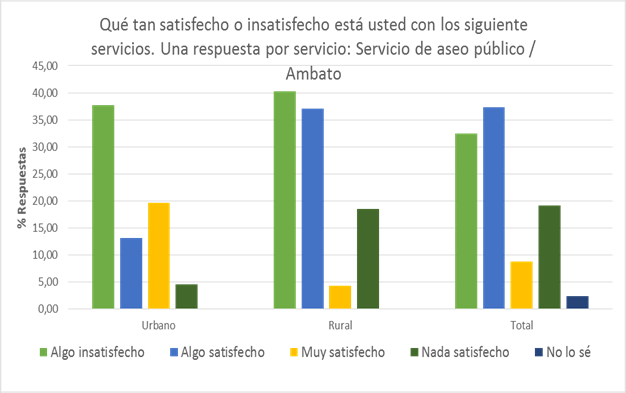 Qué tan satisfecho o insatisfecho está usted con los siguiente
servicios. Una respuesta por servicio: Servicio de aseo público /
Ambato
45,00
40,00
35,00
30,00
25,00
20,00
15,00
10,00
5,00
0,00
% Respuestas
Urbano Rural Total
Algo insatisfecho Algo satisfecho Muy satisfecho Nada satisfecho No lo sé